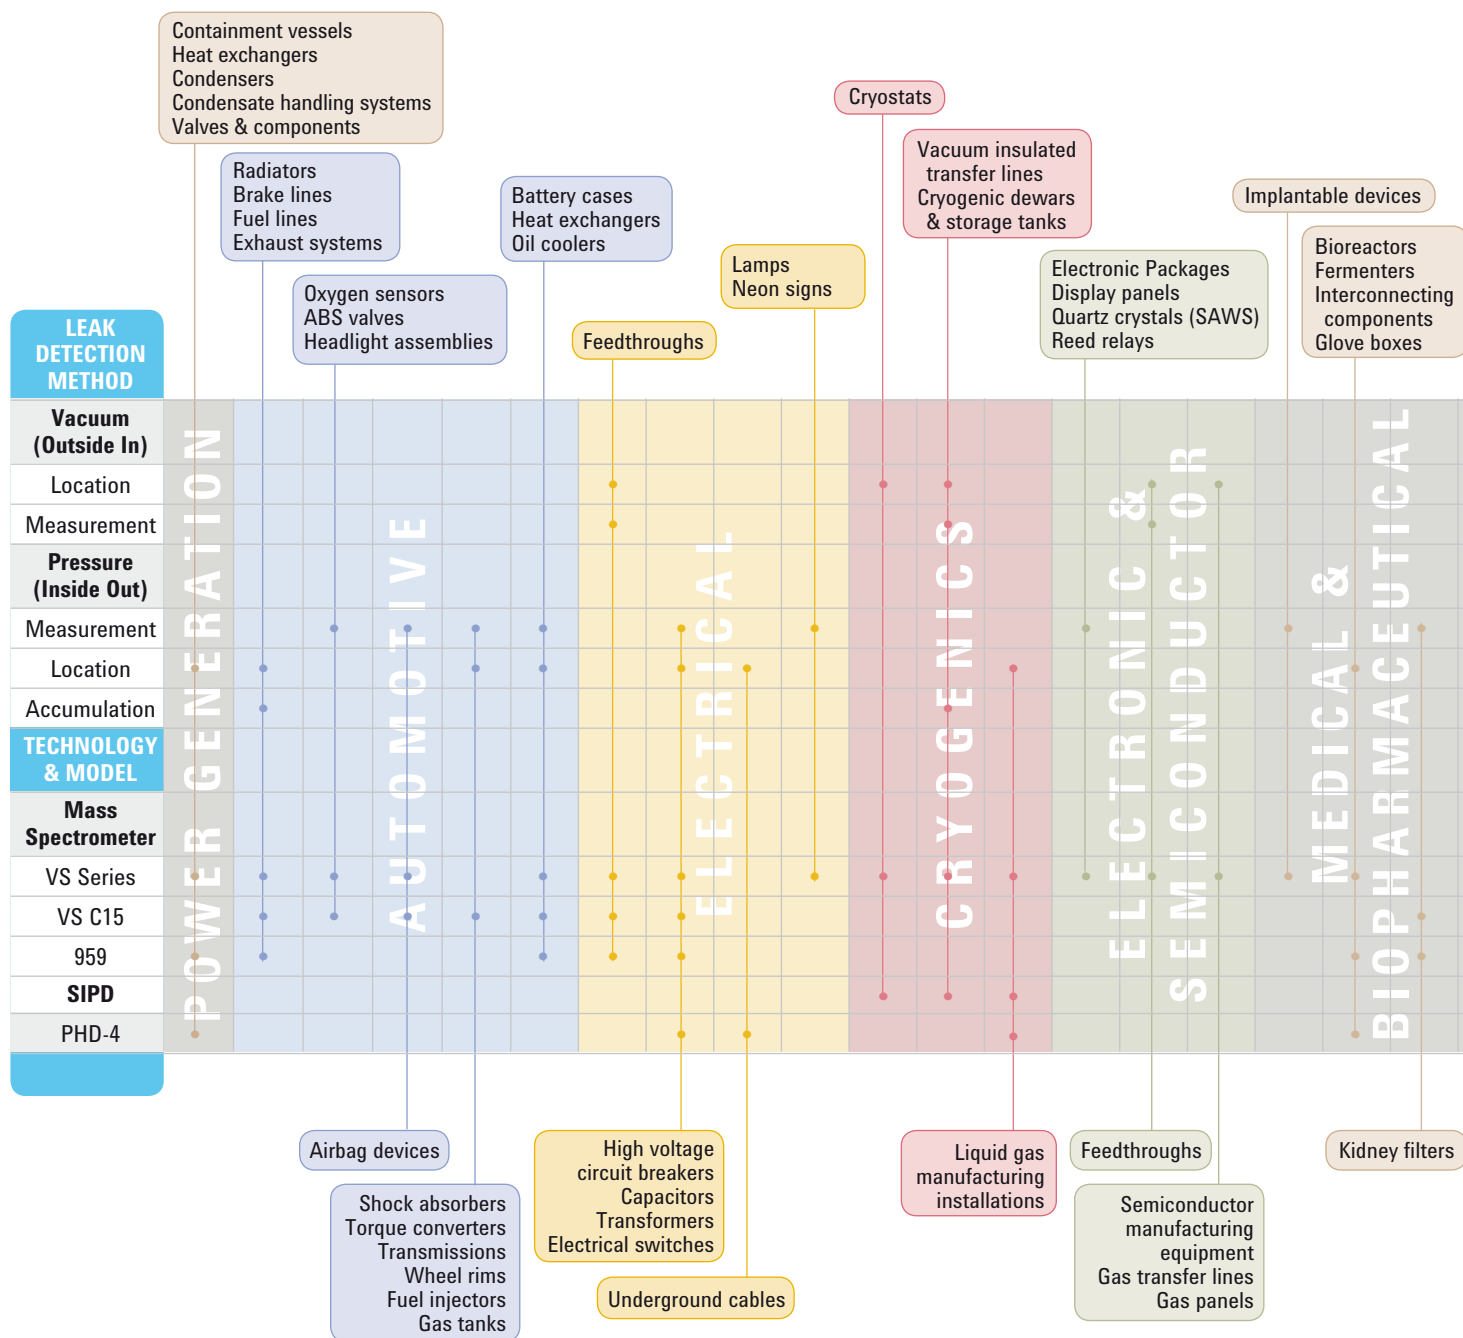 Containment vessels
Heat exchangers
Condensers
Condensate handling systems
Valves & components
Radiators
Brake lines
Fuel lines
Exhaust systems
Oxygen sensors
ABS valves
Headlight assemblies
Battery cases
Heat exchangers
Oil coolers
Feedthroughs
Lamps
Neon signs
Cryostats
Vacuum insulated
transfer lines
Cryogenic dewars
& storage tanks
Electronic Packages
Display panels
Quartz crystals (SAWS)
Reed relays
Implantable devices
Bioreactors
Fermenters
Interconnecting
components
Glove boxes
LEAK
DETECTION
METHOD
Vacuum
(Outside In)
Location
Measurement
Pressure
(Inside Out)
Measurement
Location
Accumulation
TECHNOLOGY
& MODEL
Mass
Spectrometer
VS Series
VS C15
959
SIPD
PHD-4
POWER GENERATION
AUTOMOTIVE
ELECTRICAL
CRYOGENICS
ELECTRONIC &
SEMICONDUCTOR
MEDICAL &
BIOPHARMACEUTICAL
Airbag devices
Shock absorbers
Torque converters
Transmissions
Wheel rims
Fuel injectors
Gas tanks
High voltage
circuit breakers
Capacitors
Transformers
Electrical switches
Underground cables
Liquid gas
manufacturing
installations
Feedthroughs
Semiconductor
manufacturing
equipment
Gas transfer lines
Gas panels
Kidney filters